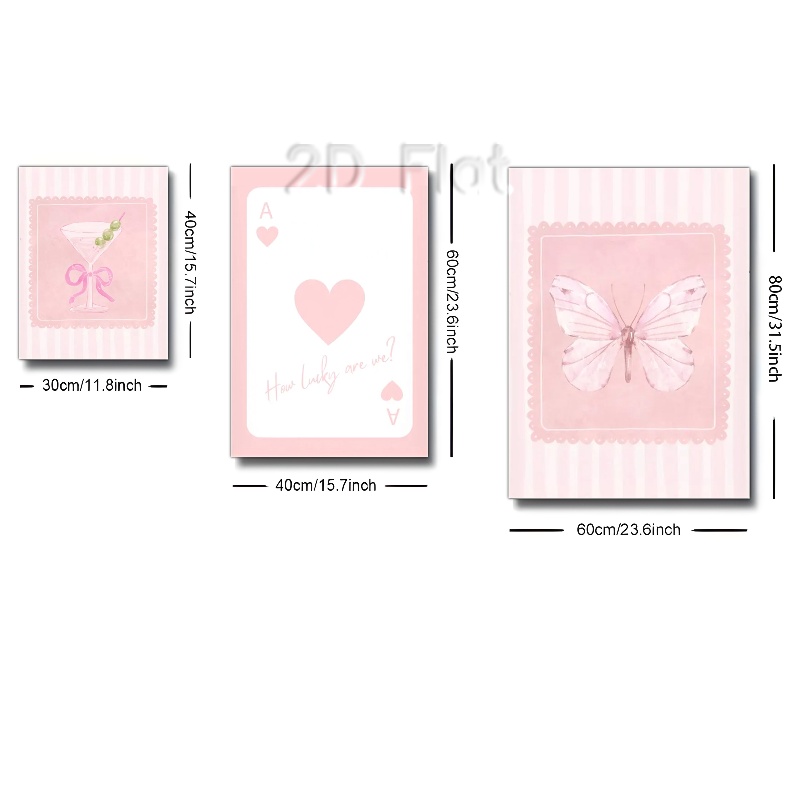 2D Flat
A
How Lucky are we?
A
40cm/15.7inch
30cm/11.8inch
60cm/23.6inch
40cm/15.7inch
80cm/31.5inch
60cm/23.6inch